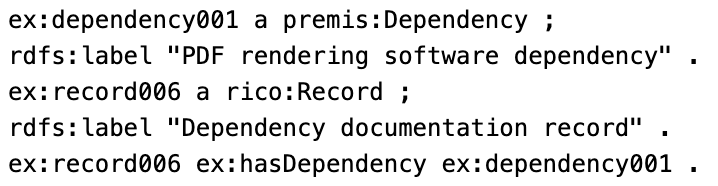 ex:dependency001 a premis:Dependency ;
rdfs:label "PDF rendering software dependency" .
ex:record006 a rico:Record ;
rdfs:label "Dependency documentation record" .
ex:record006 ex:hasDependency ex:dependency001 .